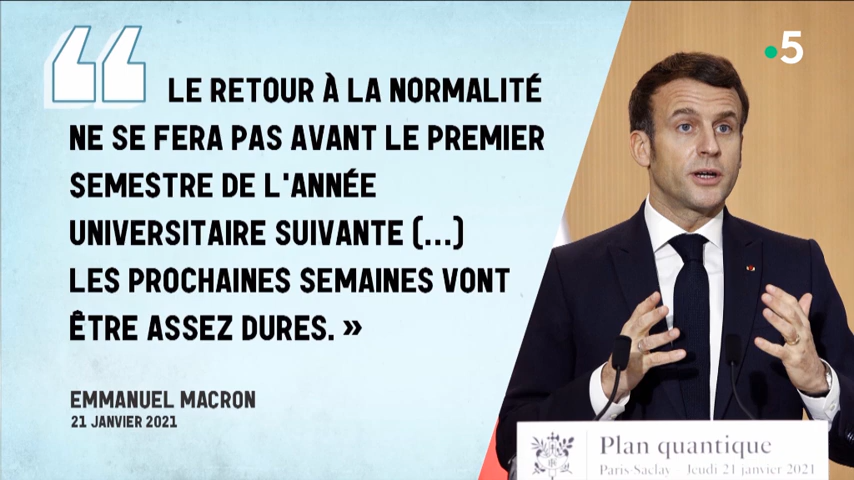 5
“ LE RETOUR À LA NORMALITÉ
NE SE FERA PAS AVANT LE PREMIER
SEMESTRE DE L'ANNÉE
UNIVERSITAIRE SUIVANTE (...)
LES PROCHAINES SEMAINES VONT
ÊTRE ASSEZ DURES. »
EMMANUEL MACRON
21 JANVIER 2021
Plan quantique
Paris-Saclay Jeudi 21 janvier 2021